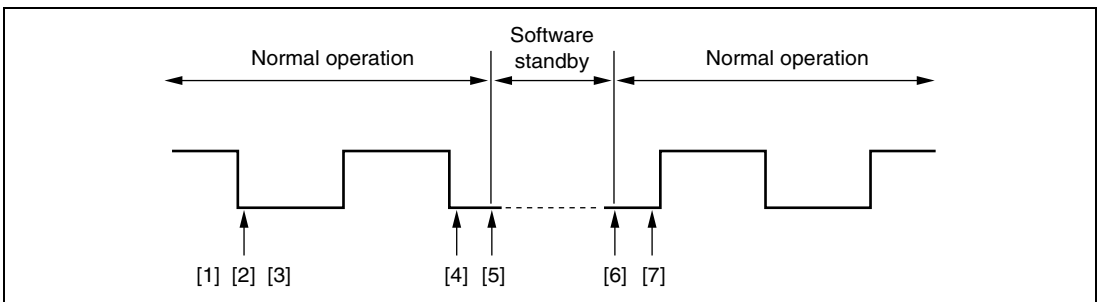 Software
standby
Normal operation
Normal operation
[1] [2] [3]
[4] [5]
[6] [7]